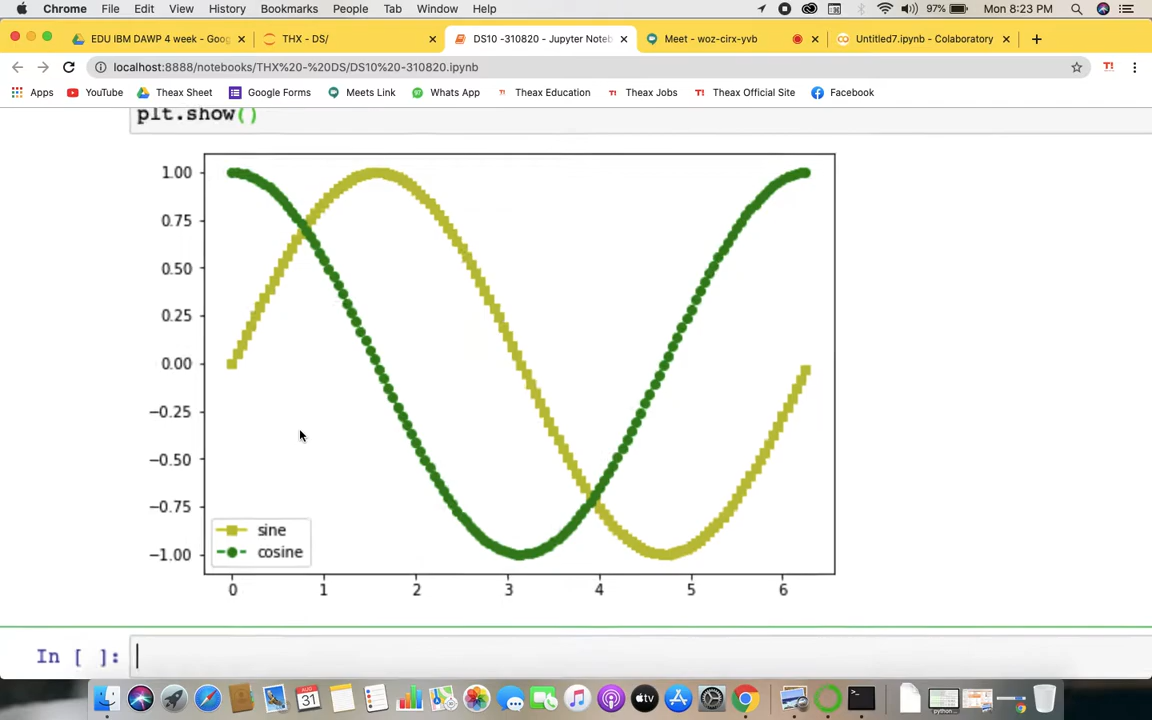 Chrome File Edit View History Bookmarks People Tab Window Help 97% Mon 8:23 PM
EDU IBM DAWP 4 week - Goog THX - DS/ DS10 -310820 - Jupyter Noteb Meet - woz-cirx-yvb Untitled7.ipynb - Colaboratory
localhost:8888/notebooks/THX%20-%20DS/DS10%20-310820.ipynb T!
Apps YouTube Theax Sheet Google Forms Meets Link Whats App T! Theax Education T! Theax Jobs T! Theax Official Site Facebook
plt.show()
1.00
0.75
0.50
0.25
0.00
−0.25
−0.50
−0.75
−1.00
sine
cosine
0 1 2 3 4 5 6
In [ ]:
AUG
31
tv